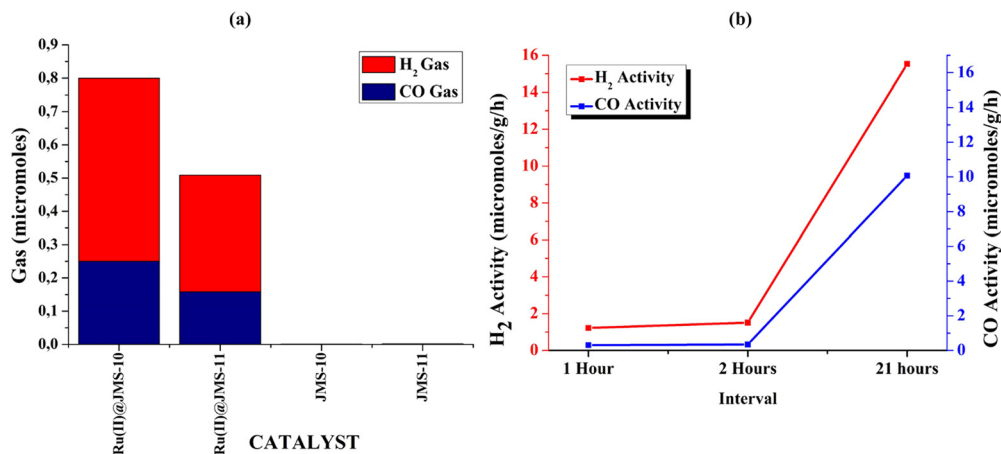 (a)
0,9
0,8
0,7
0,6
0,5
0,4
0,3
0,2
0,1
0,0
Gas (micromoles)
H2 Gas
CO Gas
Ru(II)@JMS-10
Ru(II)@JMS-11
JMS-10
JMS-11
CATALYST
(b)
16
14
12
10
8
6
4
2
0
H2 Activity (micromoles/g/h)
H2 Activity
CO Activity
1 Hour
2 Hours
21 hours
Interval
16
14
12
10
8
6
4
2
0
CO Activity (micromoles/g/h)